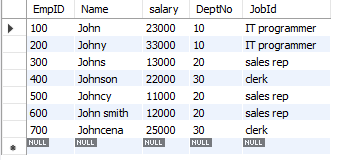 EmpID Name salary DeptNo JobId
100 John 23000 10 IT programmer
200 Johny 33000 10 IT programmer
300 Johns 13000 20 sales rep
400 Johnson 22000 30 clerk
500 Johncy 11000 20 sales rep
600 John smith 12000 20 sales rep
700 Johncena 25000 30 clerk
NULL NULL NULL NULL NULL